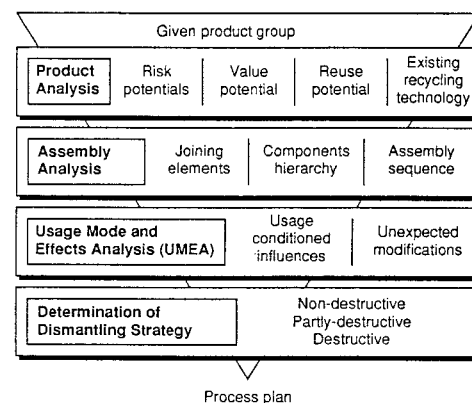 Given product group
Product
Analysis
Risk
potentials
Value
potential
Reuse
potential
Existing
recycling
technology
Assembly
Analysis
Joining
elements
Components
hierarchy
Assembly
sequence
Usage Mode and
Effects Analysis (UMEA)
Usage
conditioned
influences
Unexpected
modifications
Determination of
Dismantling Strategy
Non-destructive
Partly-destructive
Destructive
Process plan